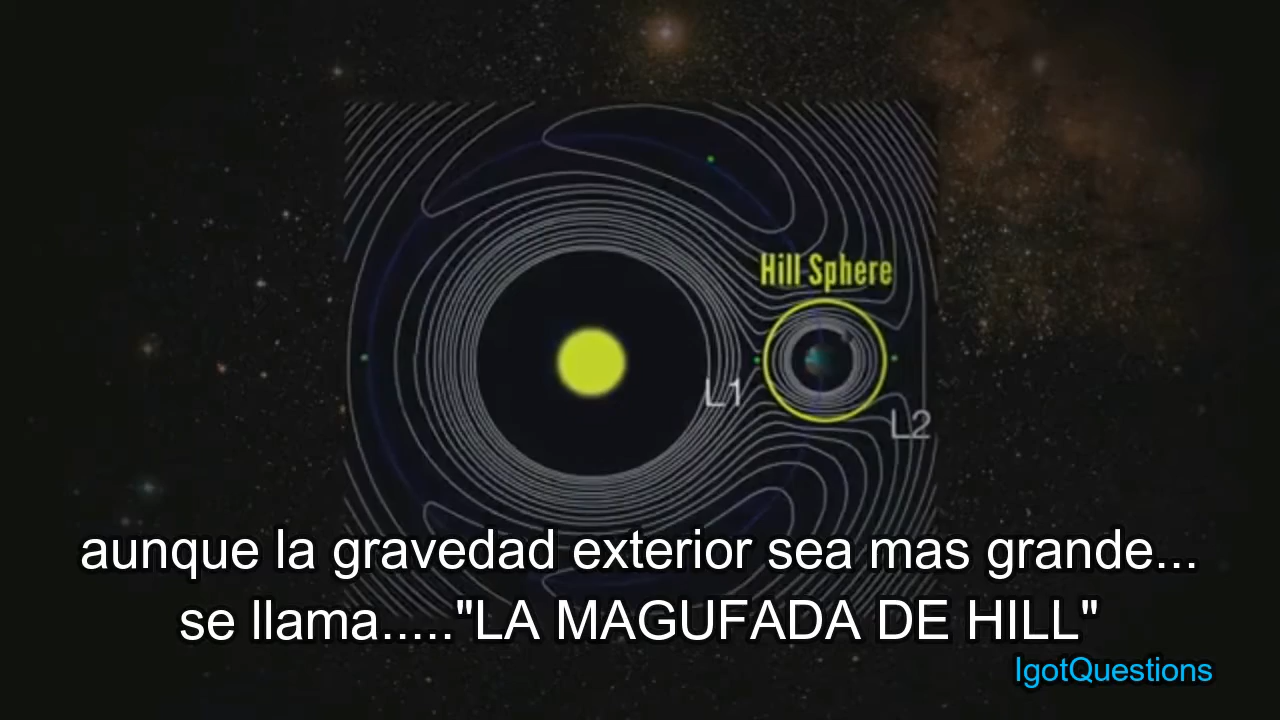 Hill Sphere
L1
L2
aunque la gravedad exterior sea mas grande...
se llama....."LA MAGUFADA DE HILL"
IgotQuestions